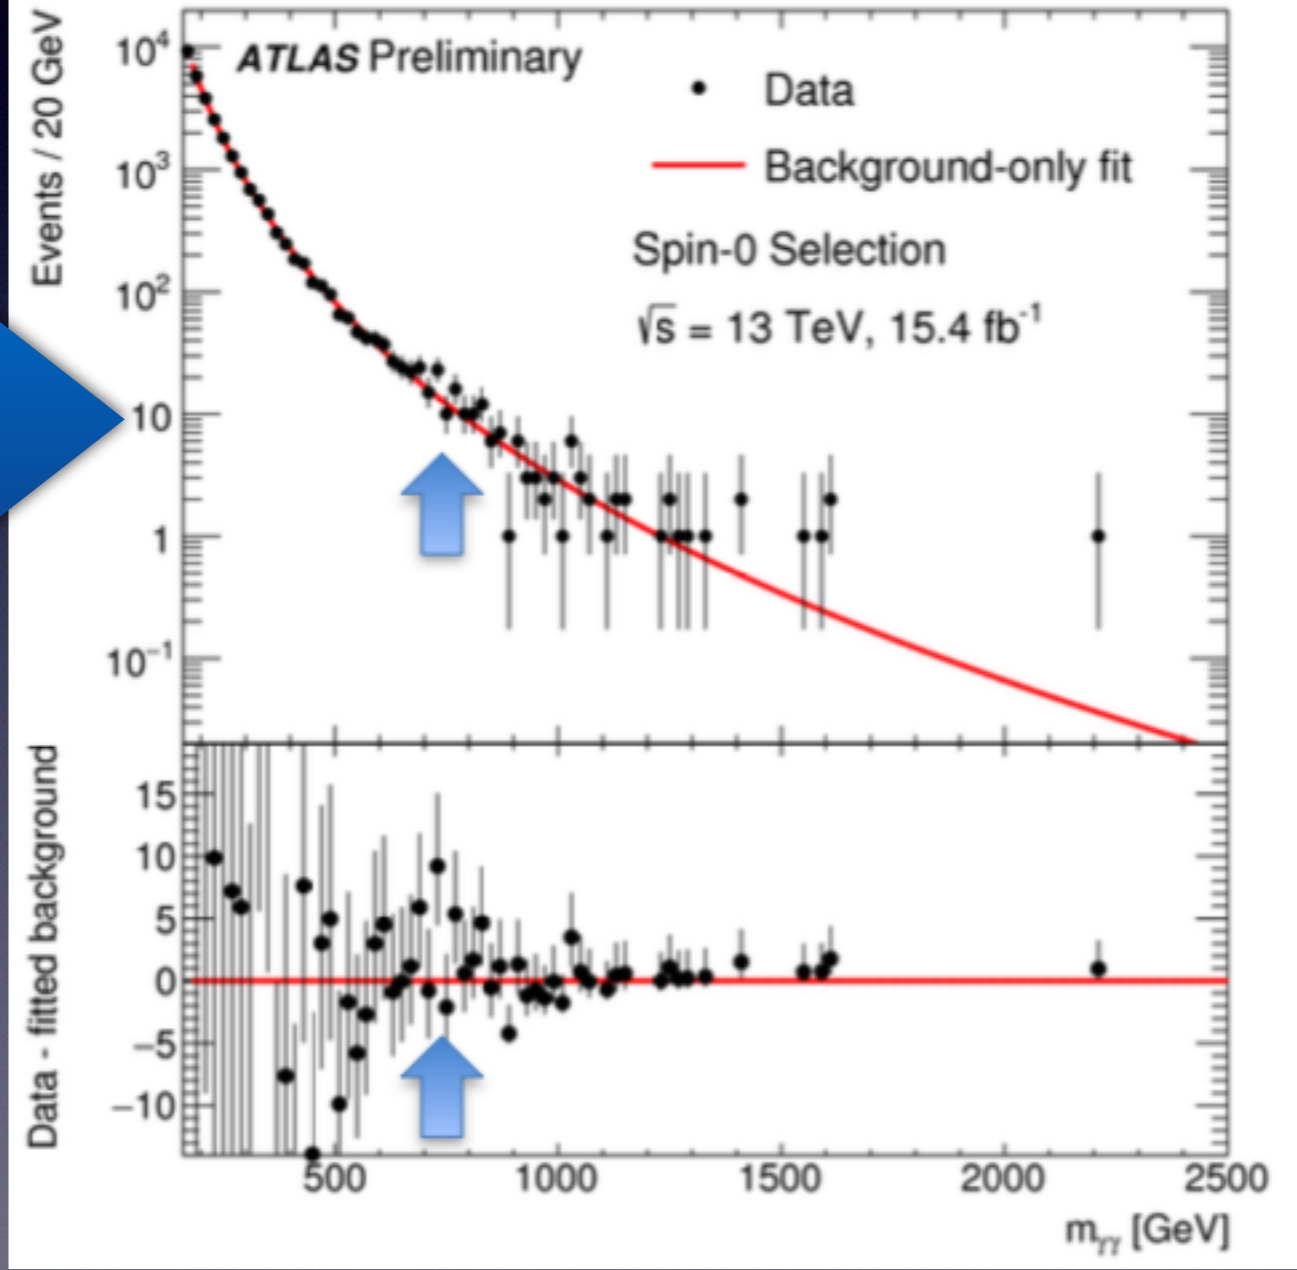 ATLAS Preliminary
Data
Background-only fit
Spin-0 Selection
√s = 13 TeV, 15.4 fb⁻¹
Events / 20 GeV
10⁴
10³
10²
10
1
10⁻¹
Data - fitted background
15
10
5
0
−5
−10
500 1000 1500 2000 2500
mγγ [GeV]